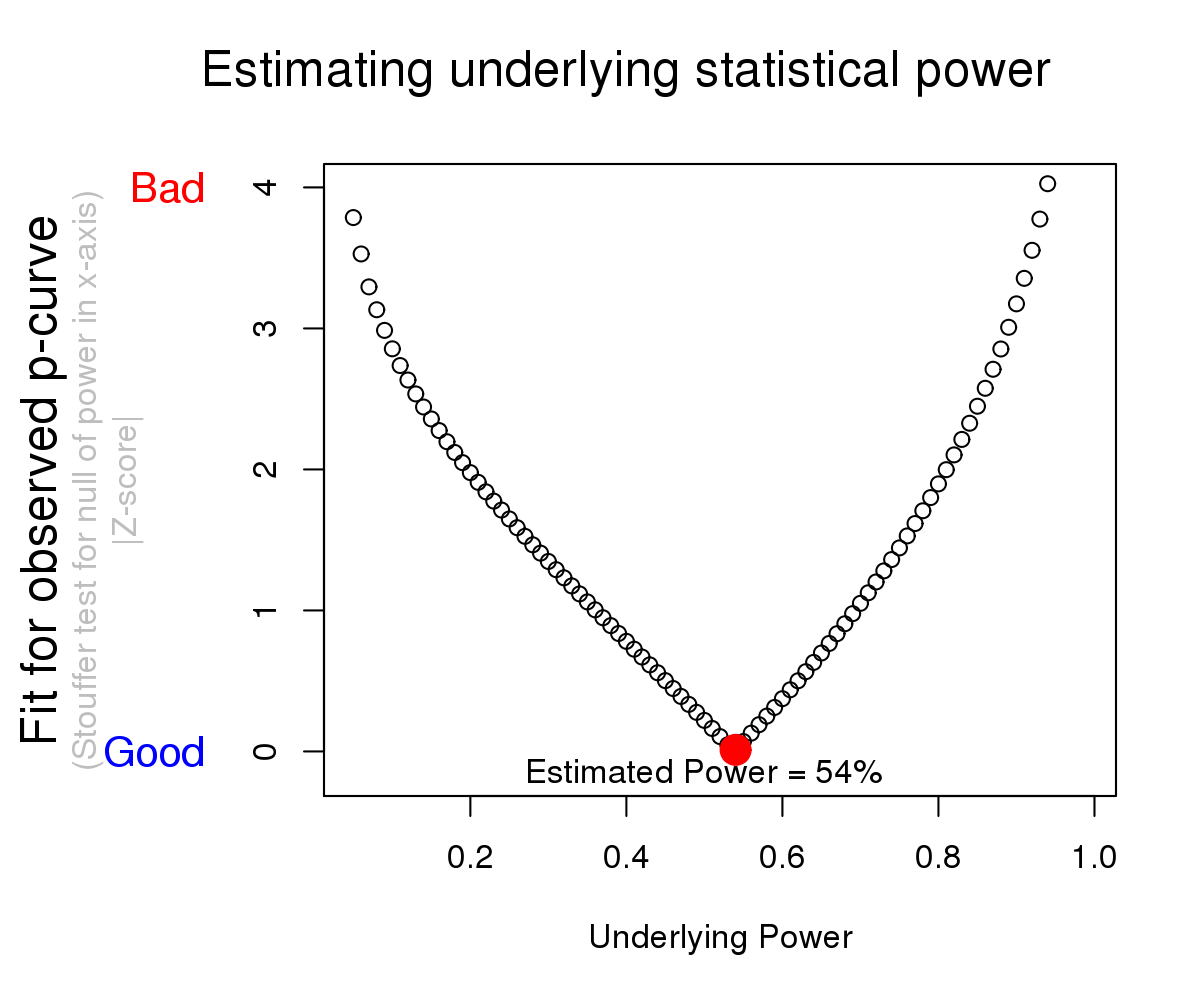 Estimating underlying statistical power
Fit for observed p-curve
(Stouffer test for null of power in x-axis)
|Z-score|
Bad
Good
4
3
2
1
0
Estimated Power = 54%
0.2 0.4 0.6 0.8 1.0
Underlying Power